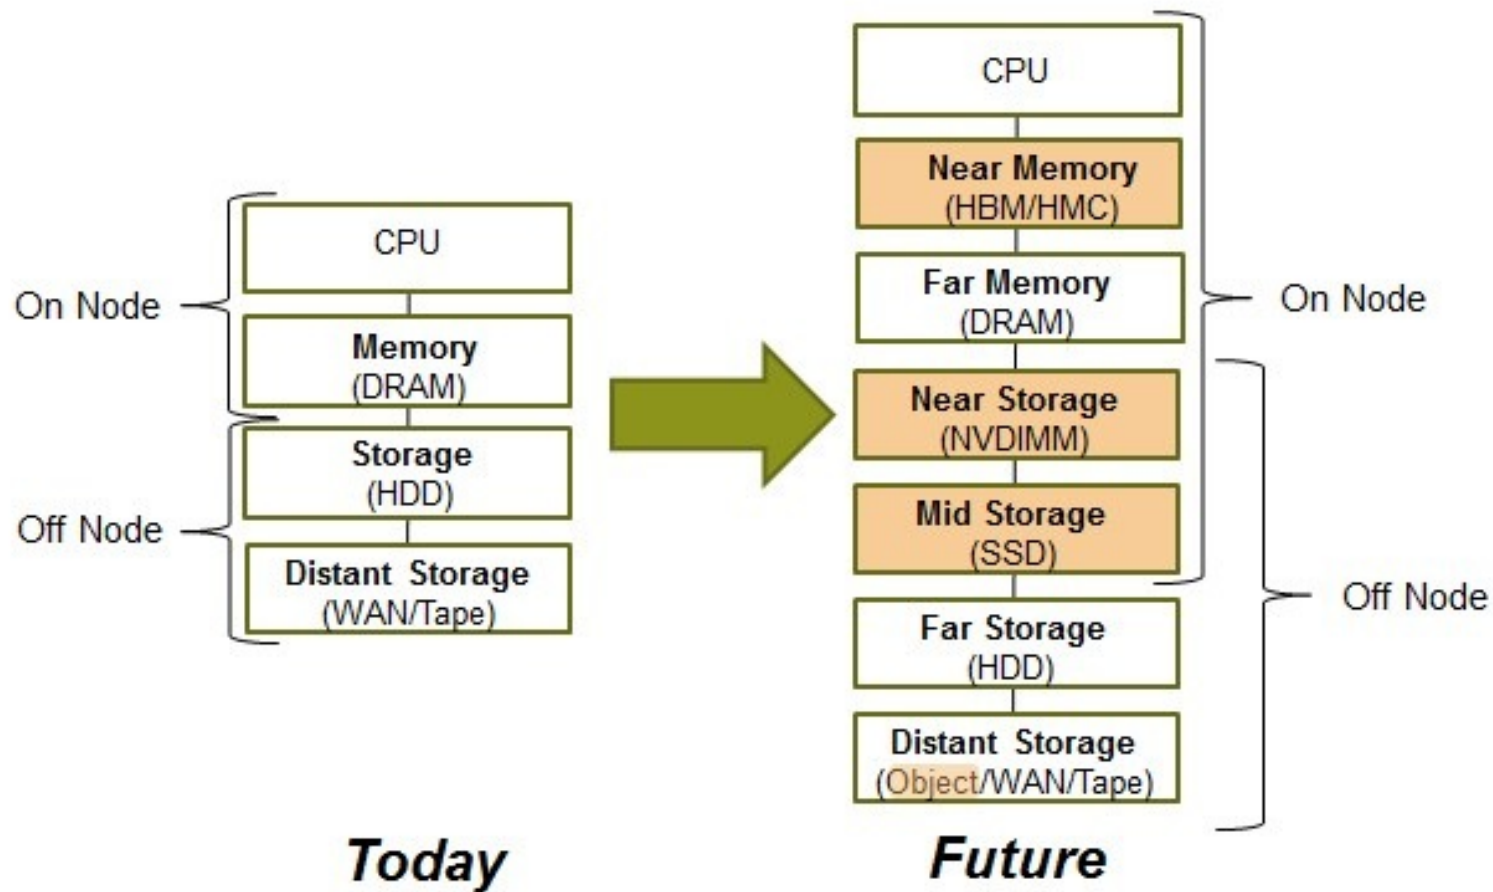 CPU
On Node
Memory
(DRAM)
Storage
(HDD)
Off Node
Distant Storage
(WAN/Tape)
Today
CPU
Near Memory
(HBM/HMC)
Far Memory
(DRAM)
On Node
Near Storage
(NVDIMM)
Mid Storage
(SSD)
Off Node
Far Storage
(HDD)
Distant Storage
(Object/WAN/Tape)
Future